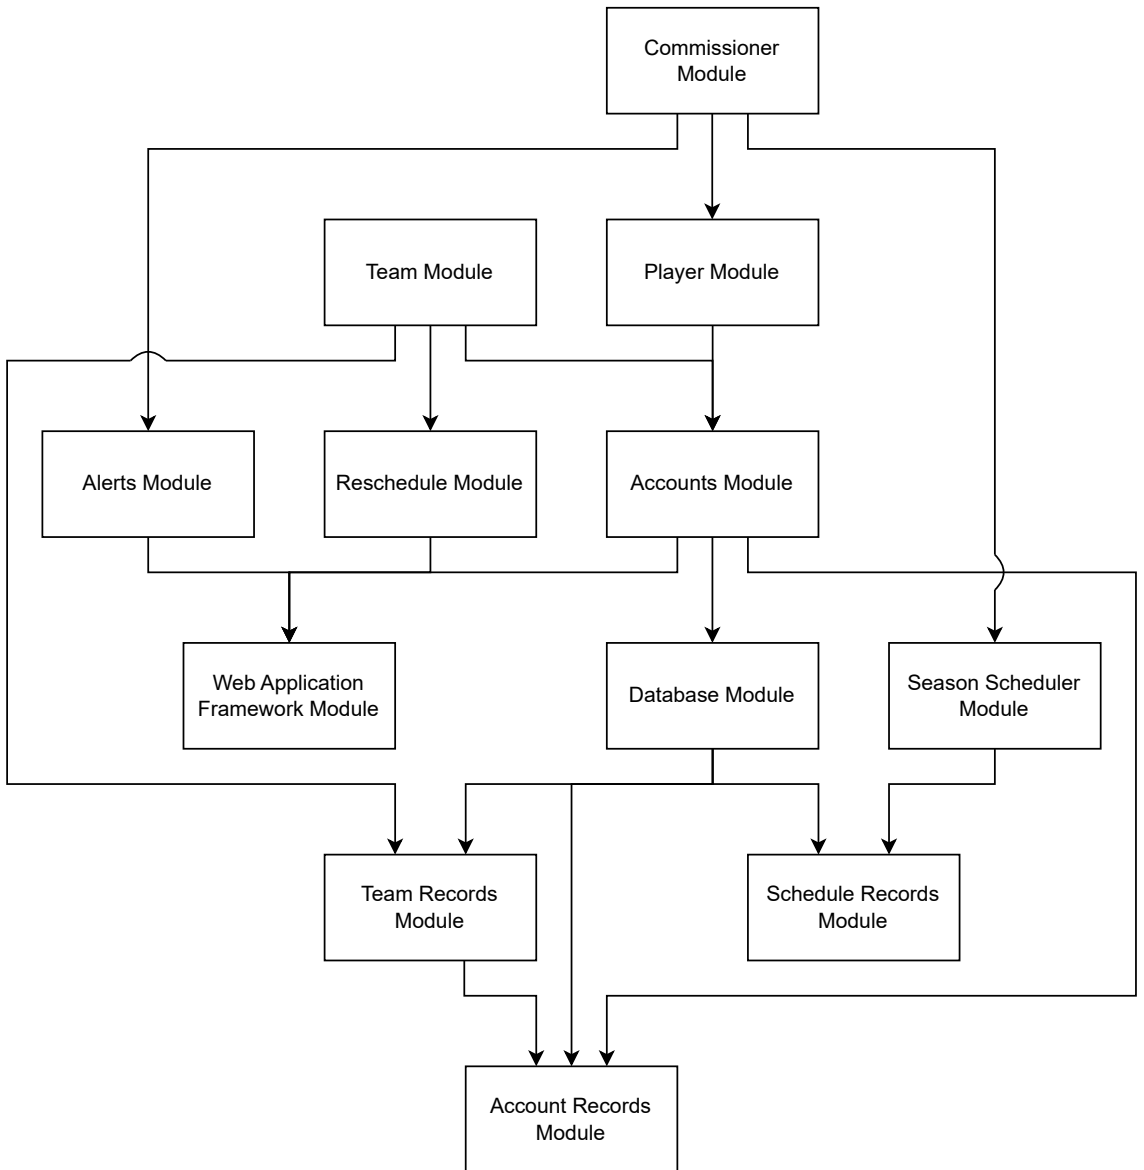 Commissioner
Module
Team Module
Player Module
Alerts Module
Reschedule Module
Accounts Module
Web Application
Framework Module
Database Module
Season Scheduler
Module
Team Records
Module
Schedule Records
Module
Account Records
Module